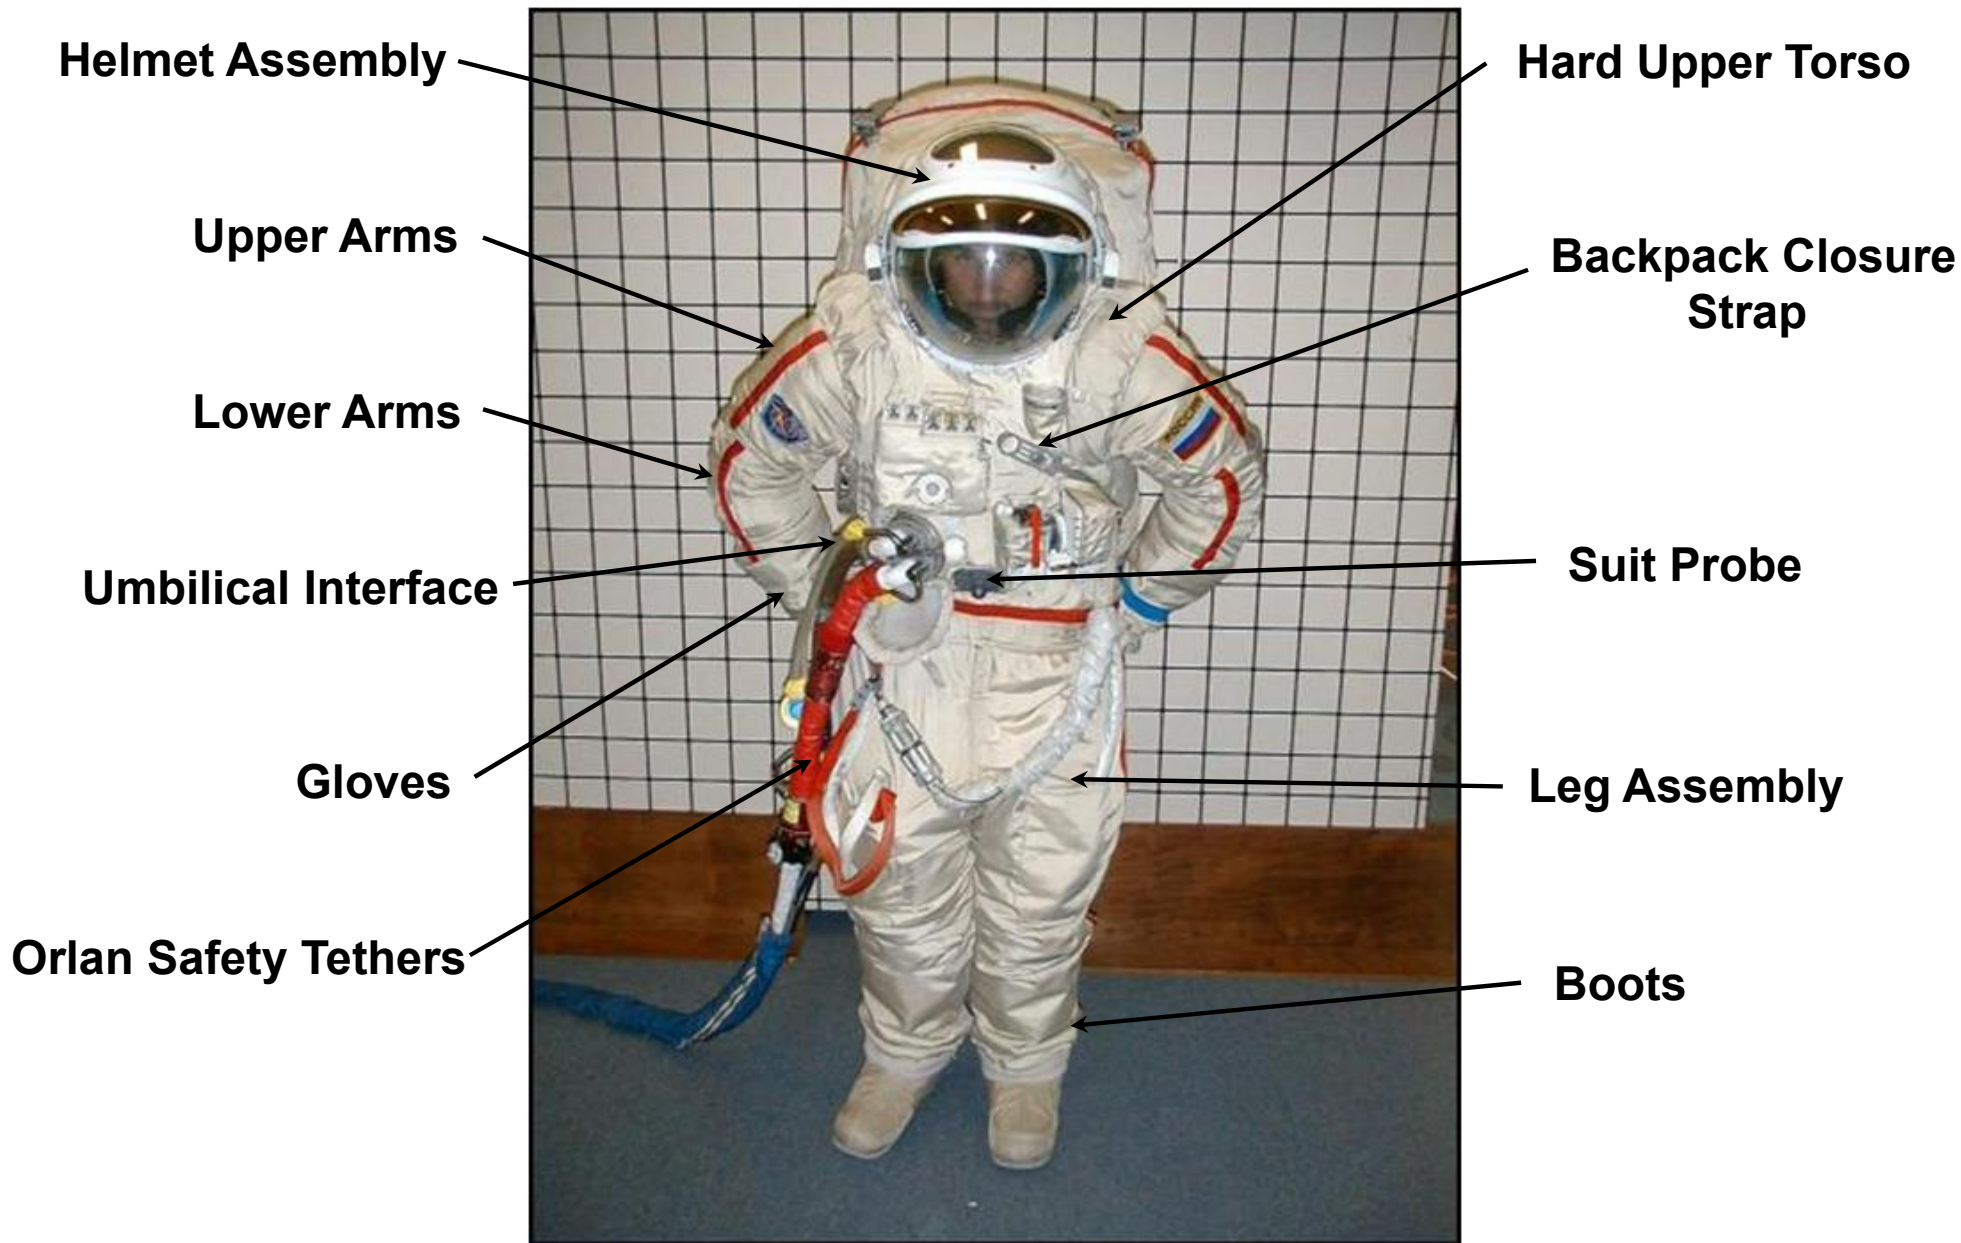 Helmet Assembly
Hard Upper Torso
Upper Arms
Backpack Closure
Strap
Lower Arms
РОССИЯ
Umbilical Interface
Suit Probe
Gloves
Leg Assembly
Orlan Safety Tethers
Boots